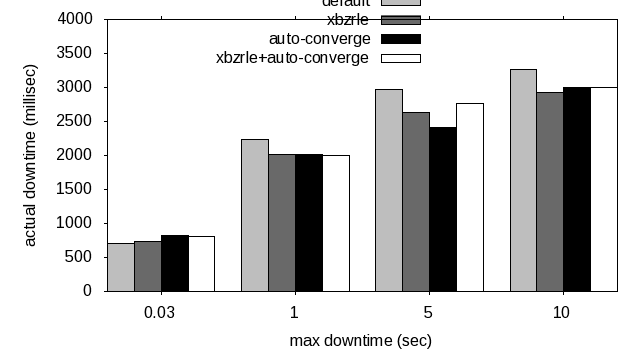 default
xbzrle
auto-converge
xbzrle+auto-converge
4000
3500
3000
2500
2000
1500
1000
500
0
actual downtime (millisec)
0.03 1 5 10
max downtime (sec)